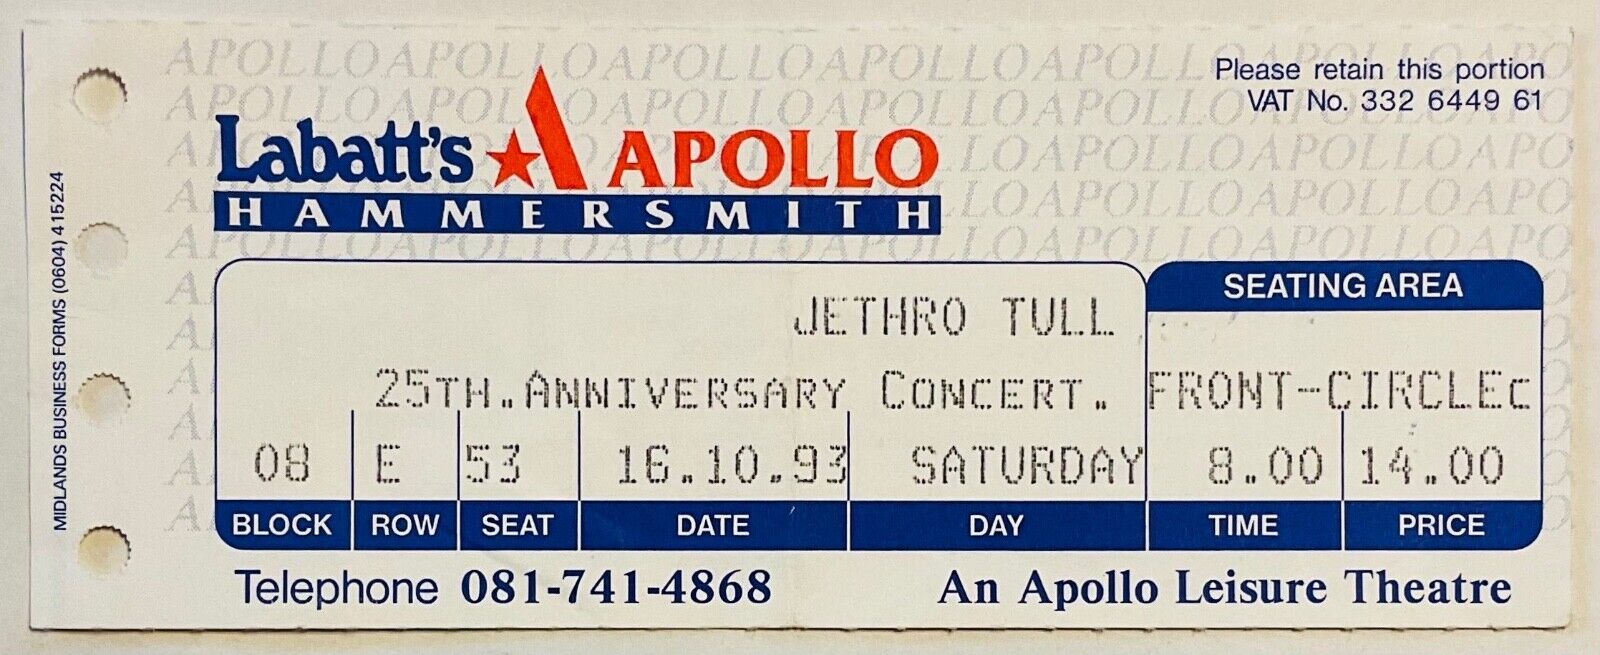 Please retain this portion
VAT No. 332 6449 61
Labatt's APOLLO
HAMMERSMITH
MIDLANDS BUSINESS FORMS (0604) 415224
SEATING AREA
JETHRO TULL
25TH. ANNIVERSARY CONCERT. FRONT-CIRCLEc
08 E 53 16.10.93 SATURDAY 8.00 14.00
BLOCK ROW SEAT DATE DAY TIME PRICE
Telephone 081-741-4868 An Apollo Leisure Theatre